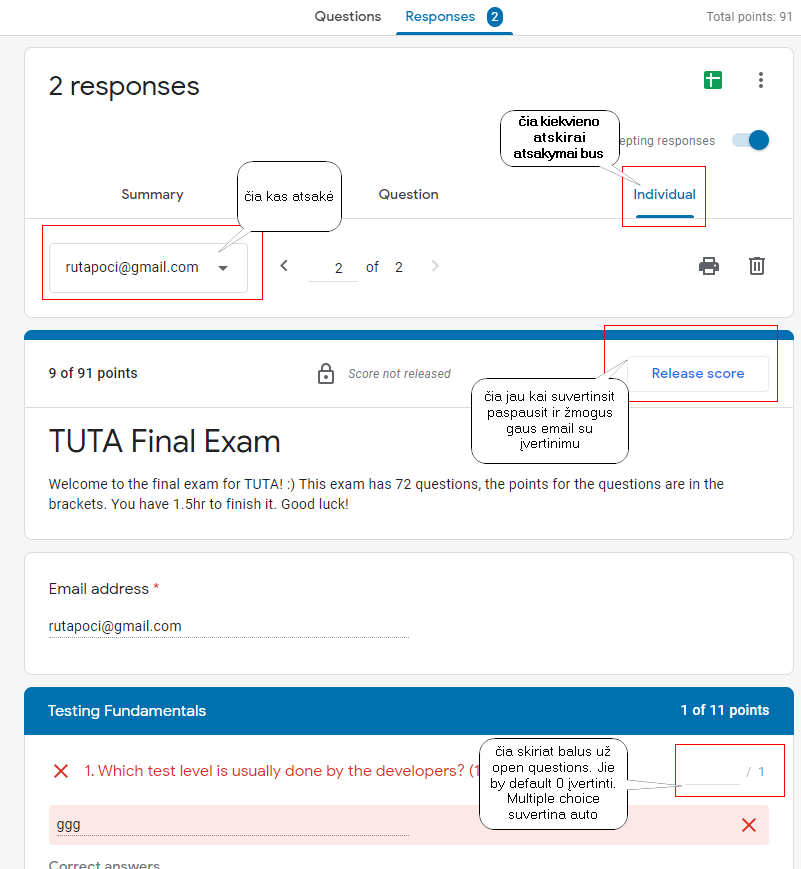 Questions Responses 2 Total points: 91
2 responses
čia kiekvieno
atskirai
atsakymai bus
epting responses
čia kas atsakė
Summary Question Individual
rutapoci@gmail.com 2 of 2
9 of 91 points Score not released Release score
čia jau kai suvertinsit
paspausit ir žmogus
gaus email su
įvertinimu
TUTA Final Exam
Welcome to the final exam for TUTA! :) This exam has 72 questions, the points for the questions are in the
brackets. You have 1.5hr to finish it. Good luck!
Email address *
rutapoci@gmail.com
Testing Fundamentals 1 of 11 points
1. Which test level is usually done by the developers? (1 / 1
čia skiriat balus už
open questions. Jie
by default 0 įvertinti.
Multiple choice
suvertina auto
ggg
Correct answers